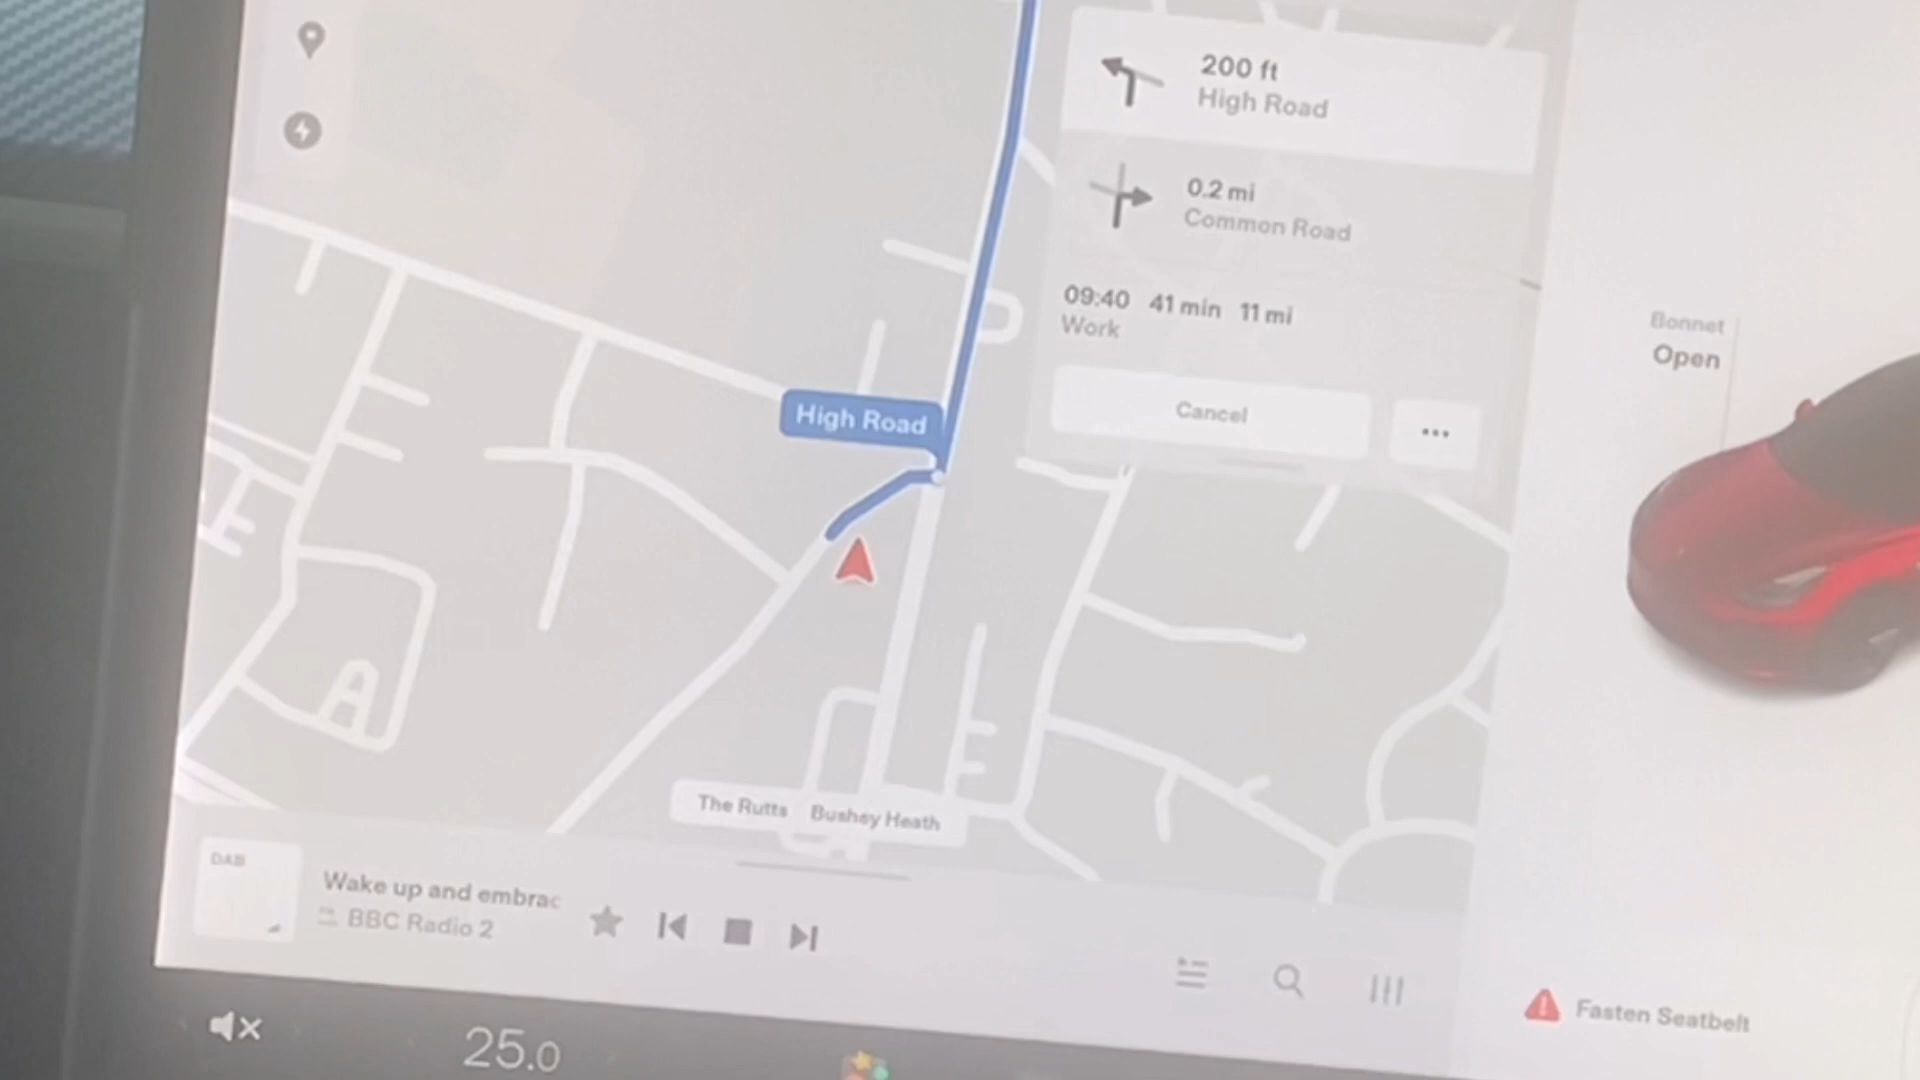 200 ft
High Road
0.2 mi
Common Road
09:40 41 min 11 mi
Work
Cancel
Bonnet
Open
High Road
The Rutts Bushey Heath
DAB
Wake up and embrac
BBC Radio 2
25.0
Fasten Seatbelt